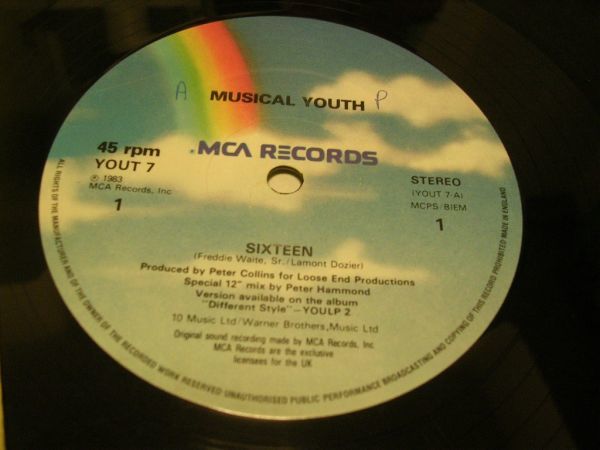 A MUSICAL YOUTH P
MCA RECORDS
45 rpm
YOUT 7
℗ 1983
MCA Records, Inc
1
STEREO
(YOUT 7-A)
MCPS/BIEM
1
SIXTEEN
(Freddie Waite, Sr./Lamont Dozier)
Produced by Peter Collins for Loose End Productions
Special 12" mix by Peter Hammond
Version available on the album
"Different Style"—YOULP 2
10 Music Ltd/Warner Brothers, Music Ltd
Original sound recording made by MCA Records, Inc
MCA Records are the exclusive
licensees for the UK
ALL RIGHTS OF THE MANUFACTURER AND OF THE OWNER OF THE RECORDED WORK RESERVED UNAUTHORISED PUBLIC PERFORMANCE BROADCASTING AND COPYING OF THIS RECORD PROHIBITED MADE IN ENGLAND